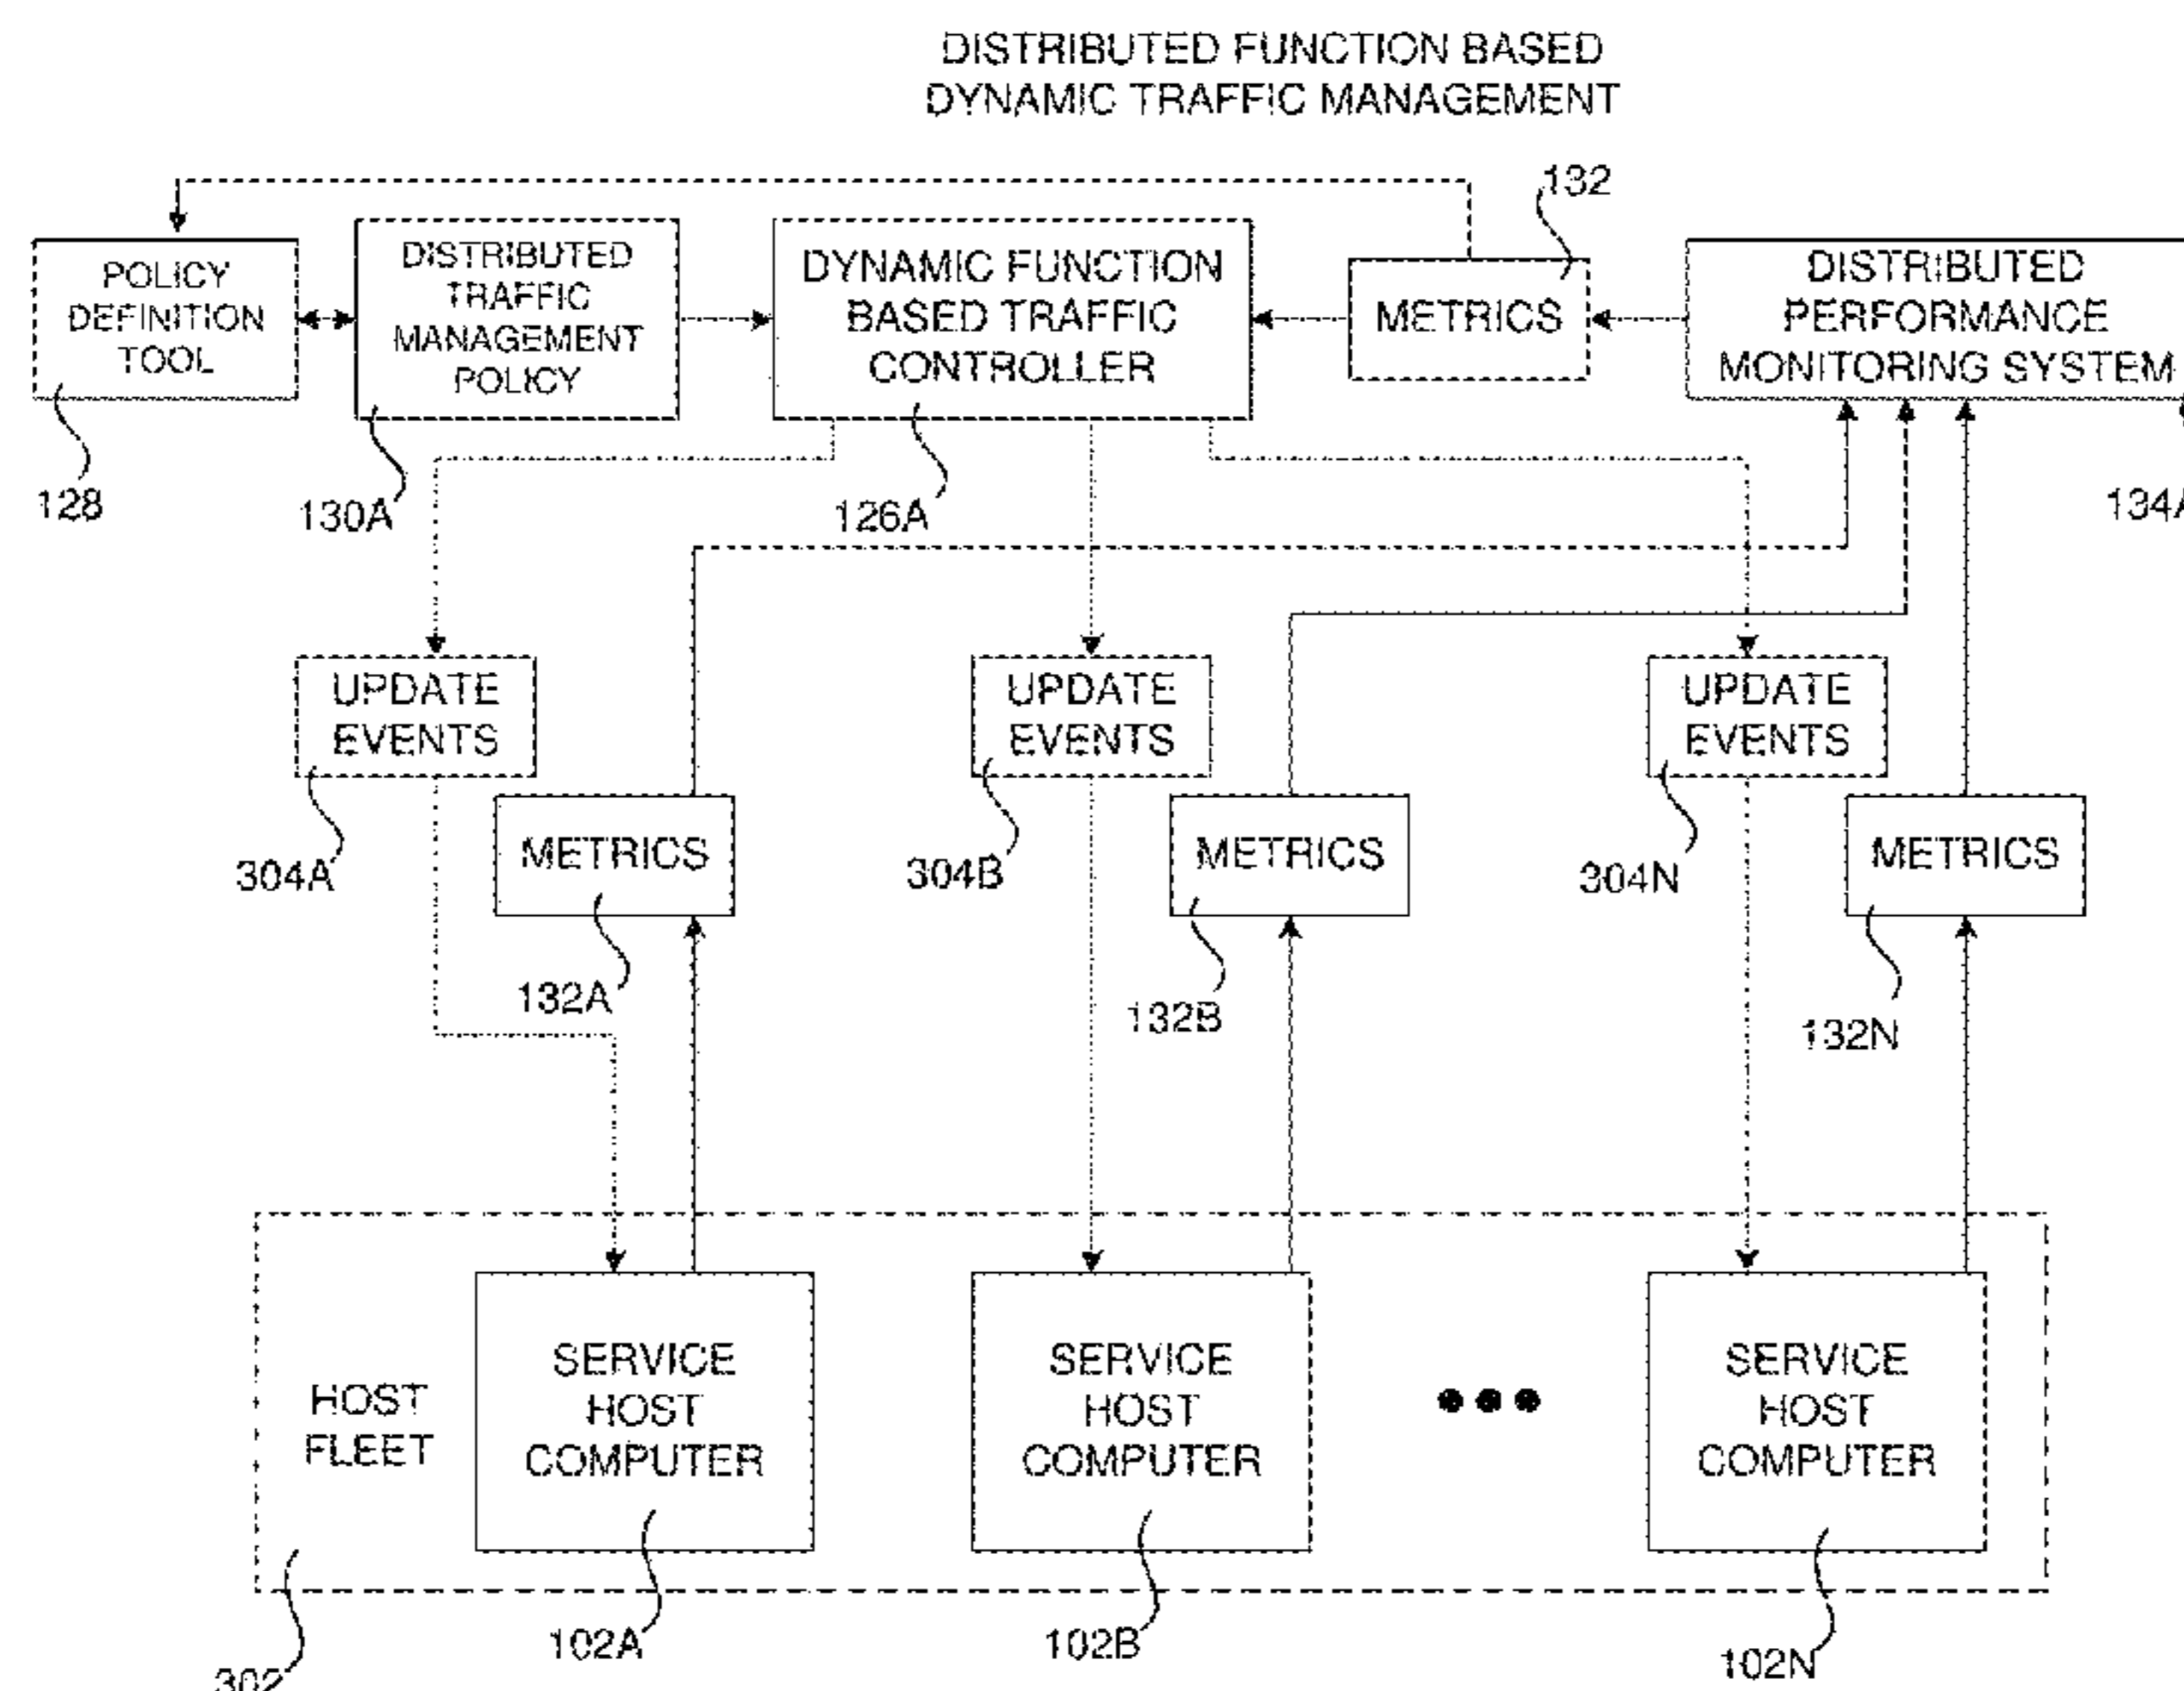 DISTRIBUTED FUNCTION BASED
DYNAMIC TRAFFIC MANAGEMENT
132
POLICY
DEFINITION
TOOL
DISTRIBUTED
TRAFFIC
MANAGEMENT
POLICY
DYNAMIC FUNCTION
BASED TRAFFIC
CONTROLLER
METRICS
DISTRIBUTED
PERFORMANCE
MONITORING SYSTEM
128
130A
126A
134A
UPDATE
EVENTS
UPDATE
EVENTS
UPDATE
EVENTS
304A
METRICS
304B
METRICS
304N
METRICS
132A
132B
132N
HOST
FLEET
SERVICE
HOST
COMPUTER
SERVICE
HOST
COMPUTER
SERVICE
HOST
COMPUTER
302
102A
102B
102N